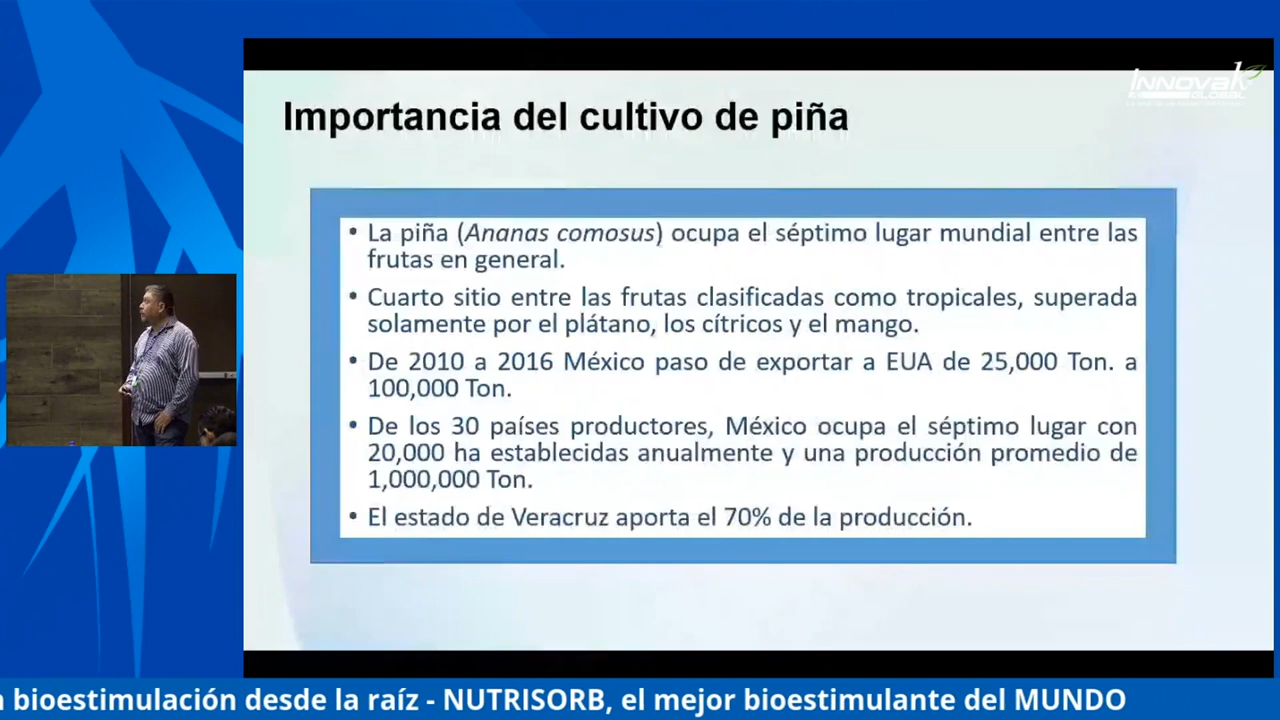 INNOVAK
GLOBAL
Importancia del cultivo de piña
• La piña (Ananas comosus) ocupa el séptimo lugar mundial entre las
frutas en general.
• Cuarto sitio entre las frutas clasificadas como tropicales, superada
solamente por el plátano, los cítricos y el mango.
• De 2010 a 2016 México paso de exportar a EUA de 25,000 Ton. a
100,000 Ton.
• De los 30 países productores, México ocupa el séptimo lugar con
20,000 ha establecidas anualmente y una producción promedio de
1,000,000 Ton.
• El estado de Veracruz aporta el 70% de la producción.
bioestimulación desde la raíz - NUTRISORB, el mejor bioestimulante del MUNDO